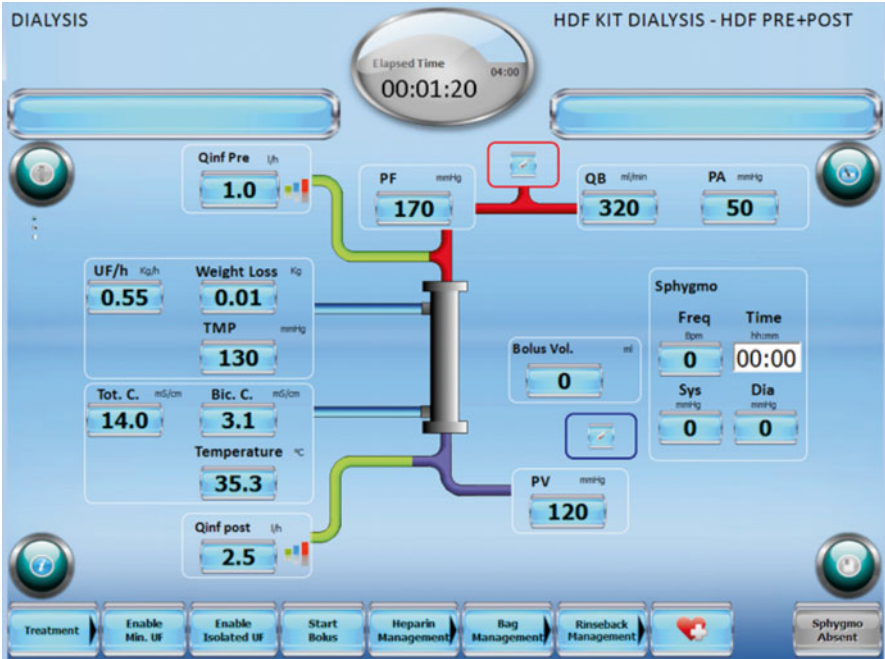 DIALYSIS
HDF KIT DIALYSIS - HDF PRE+POST
Elapsed Time
04:00
00:01:20
Qinf Pre l/h
1.0
PF mmHg
170
QB ml/min
320
PA mmHg
50
UF/h Kg/h
0.55
Weight Loss Kg
0.01
TMP mmHg
130
Sphygmo
Freq
Bpm
0
Time
hh:mm
00:00
Sys
mmHg
0
Dia
mmHg
0
Bolus Vol. ml
0
Tot. C. mS/cm
14.0
Bic. C. mS/cm
3.1
Temperature °C
35.3
PV mmHg
120
Qinf post l/h
2.5
Treatment
Enable
Min. UF
Enable
Isolated UF
Start
Bolus
Heparin
Management
Bag
Management
Rinseback
Management
Sphygmo
Absent